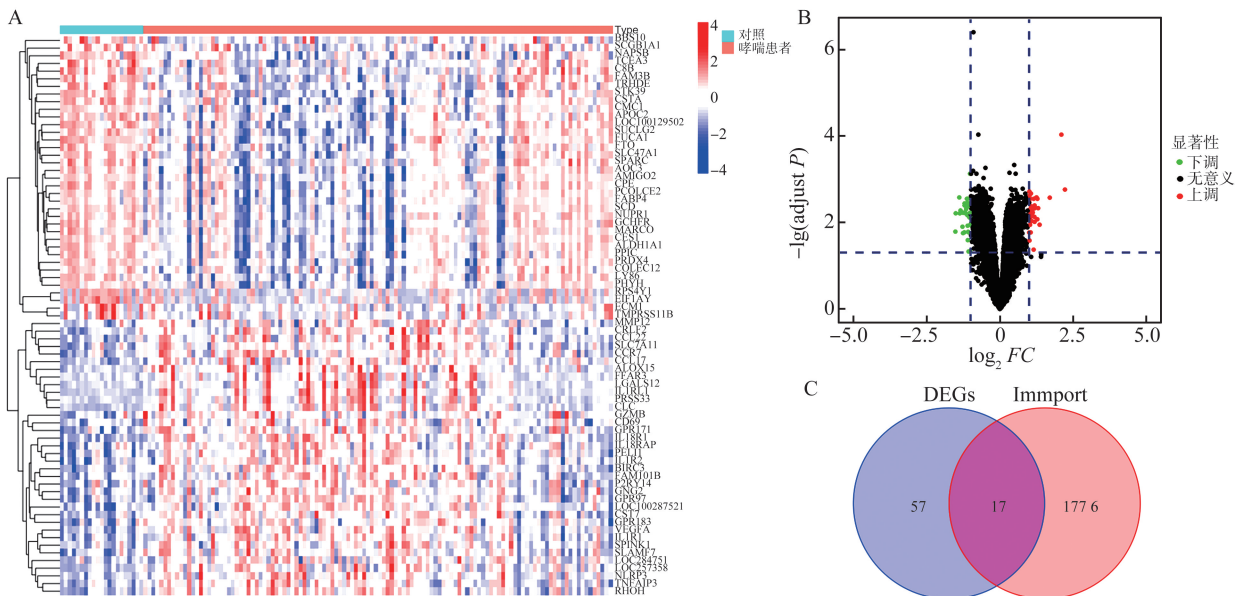 A
Type
对照
哮喘患者
4
2
0
−2
−4
BBS10
SCGB1A1
NAPSB
TCEA3
C8B
FAM3B
TRHDE
STK39
CSTA
CMC1
APOC2
LOC100129502
SUCLG2
FUCA1
FTO
SLC47A1
SPARC
AOC3
AMIGO2
CPE
PCOLCE2
FABP4
SCD
NUPR1
GCHFR
MARCO
CES1
ALDH1A1
PPIC
PRDX4
COLEC12
LY86
PHYH
RPS4Y1
EIF1AY
ECM1
TMPRSS11B
MMP12
CRLF2
CCL22
SLC7A11
CCR7
CCL17
ALOX15
FFAR3
LGALS12
IL1RL1
PRSS33
CLC
GZMB
CD69
GPR171
IL18R1
IL18RAP
PELI1
IL1R2
BIRC3
FAM101B
P2RY14
GNG2
GPR97
LOC100287521
CST7
GPR183
VEGFA
IL1R1
SPINK1
SLAMF7
LOC284751
LOC257358
NLRP3
TNFAIP3
RHOH
B
6
4
2
0
−lg(adjust P)
−5.0 −2.5 0 2.5 5.0
log₂ FC
显著性
下调
无意义
上调
C
DEGs Immport
57 17 177 6